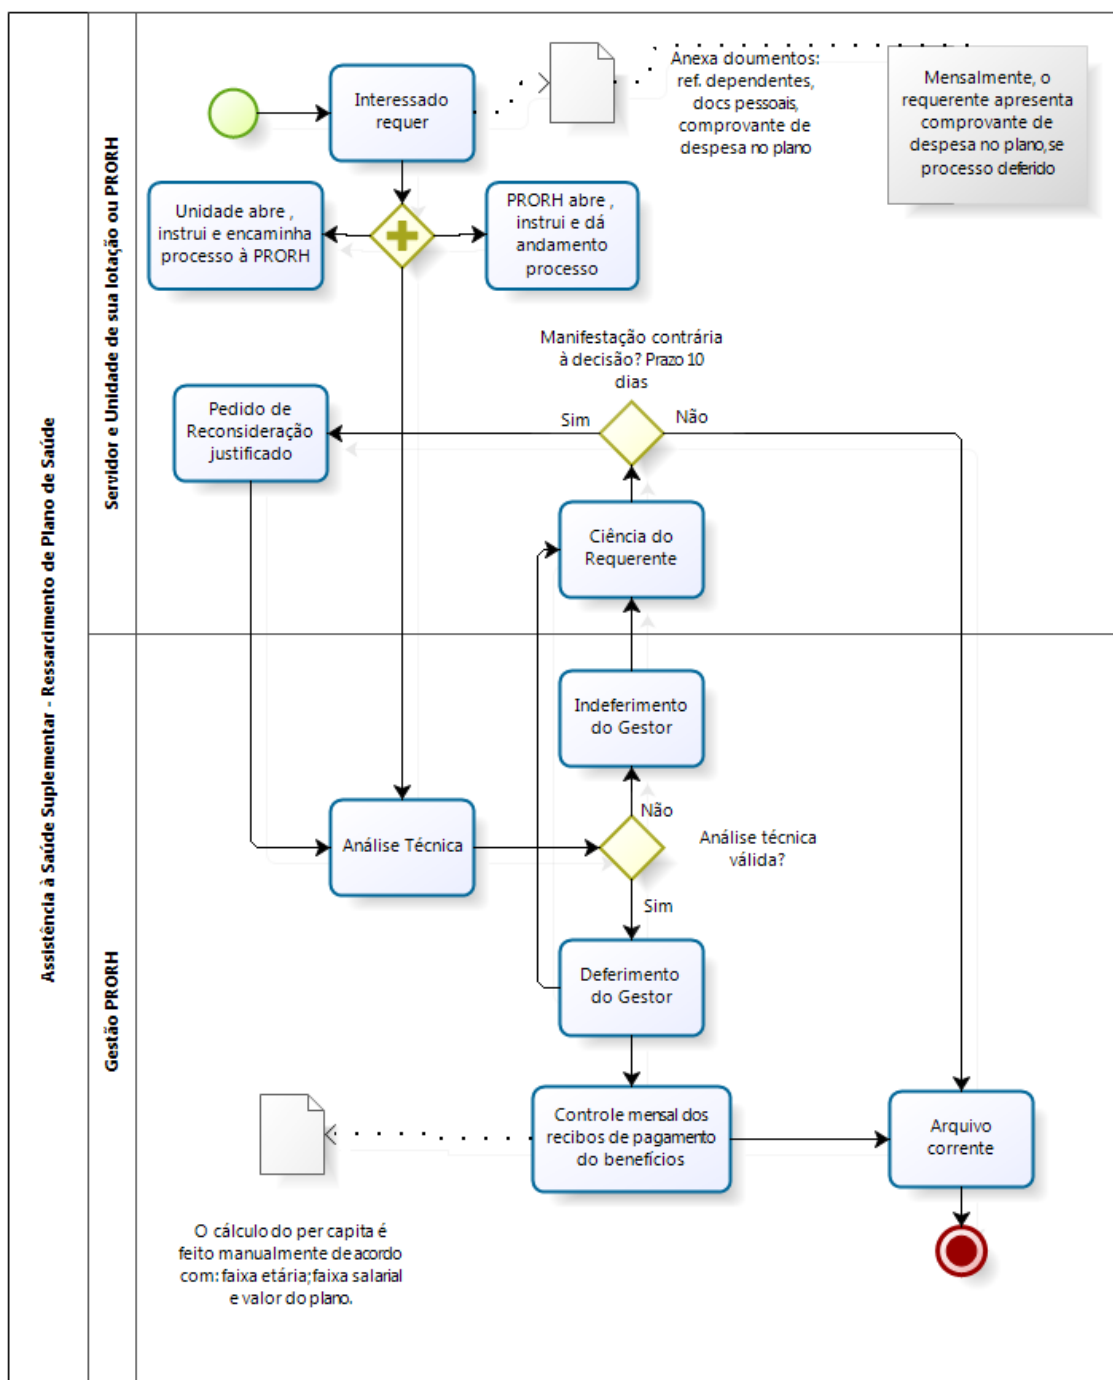 Assistência à Saúde Suplementar - Ressarcimento de Plano de Saúde
Servidor e Unidade de sua lotação ou PRORH
Interessado
requer
Anexa doumentos:
ref. dependentes,
docs pessoais,
comprovante de
despesa no plano
Mensalmente, o
requerente apresenta
comprovante de
despesa no plano,se
processo deferido
Unidade abre ,
instrui e encaminha
processo à PRORH
PRORH abre ,
instrui e dá
andamento
processo
Manifestação contrária
à decisão? Prazo 10
dias
Sim
Não
Pedido de
Reconsideração
justificado
Ciência do
Requerente
Gestão PRORH
Indeferimento
do Gestor
Não
Análise Técnica
Análise técnica
válida?
Sim
Deferimento
do Gestor
Controle mensal dos
recibos de pagamento
do benefícios
Arquivo
corrente
O cálculo do per capita é
feito manualmente de acordo
com: faixa etária; faixa salarial
e valor do plano.